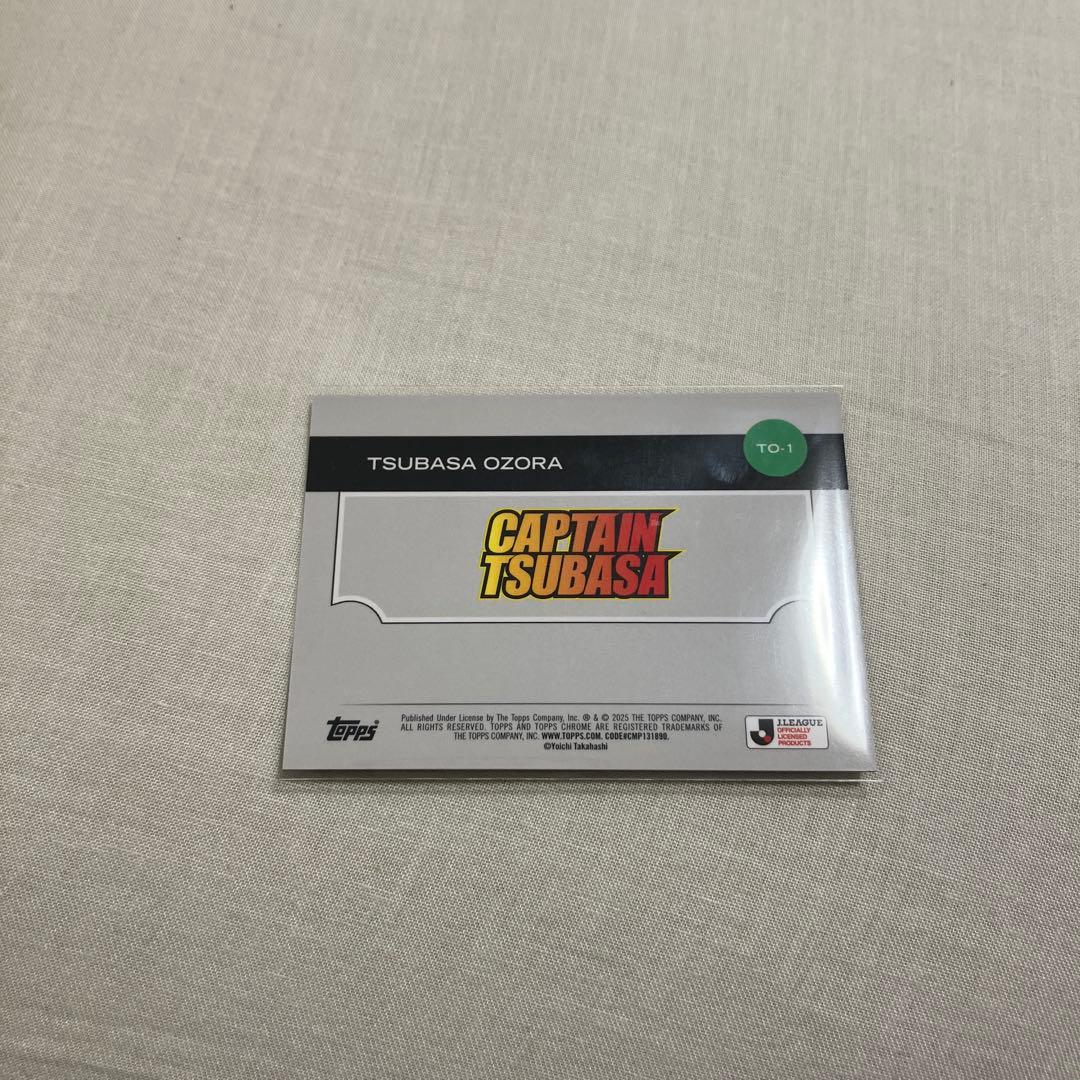 TSUBASA OZORA
TO-1
CAPTAIN
TSUBASA
Topps
Published Under License by The Topps Company, Inc. ® & © 2025 THE TOPPS COMPANY, INC.
ALL RIGHTS RESERVED. TOPPS AND TOPPS CHROME ARE REGISTERED TRADEMARKS OF
THE TOPPS COMPANY, INC. WWW.TOPPS.COM. CODE#CMP131890.
©Yoichi Takahashi
J.LEAGUE
OFFICIALLY
LICENSED
PRODUCTS